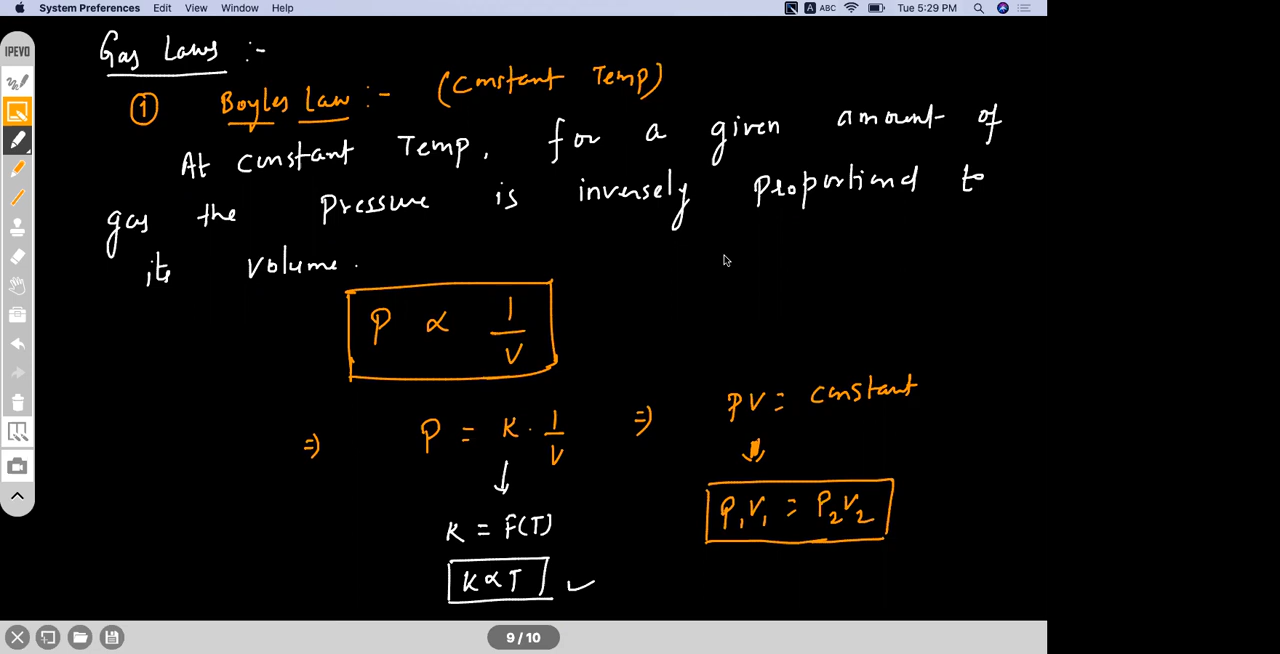 System Preferences Edit View Window Help A ABC Tue 5:29 PM
IPEVO
Gas Laws :-
① Boyles Law :- (Constant Temp)
At constant Temp, for a given amount of
gas the pressure is inversely proportional to
its volume.
P ∝ 1/V
⇒ P = K · 1/V ⇒ PV = constant
↓ ↓
K = F(T) P₁V₁ = P₂V₂
K ∝ T ✓
9 / 10